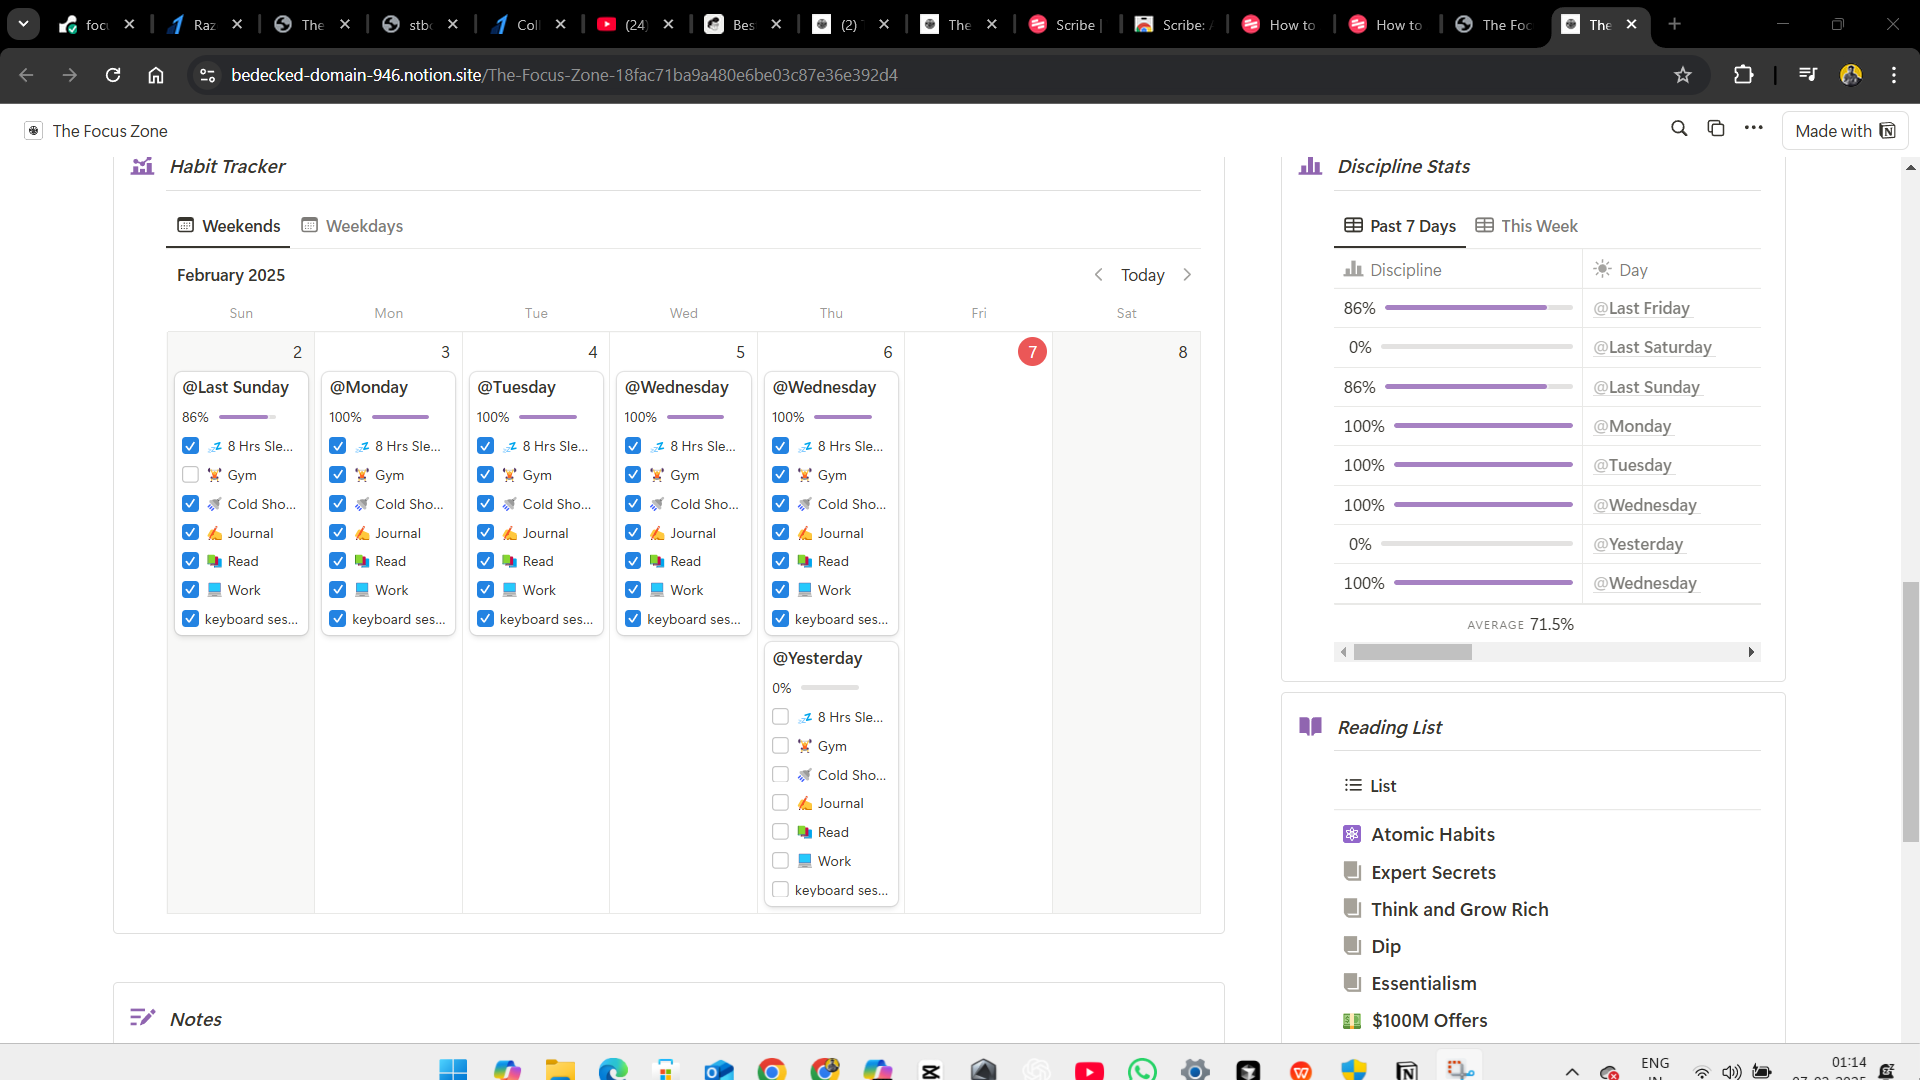 focu
Raz
The
stbc
Coll
(24)
Bes
(2)
The
Scribe |
Scribe: A
How to
How to
The Foc
The
bedecked-domain-946.notion.site/The-Focus-Zone-18fac71ba9a480e6be03c87e36e392d4
The Focus Zone
Made with
Habit Tracker
Weekends
Weekdays
February 2025
Today
Sun Mon Tue Wed Thu Fri Sat
2 3 4 5 6 7 8
@Last Sunday
86%
8 Hrs Sle...
Gym
Cold Sho...
Journal
Read
Work
keyboard ses...
@Monday
100%
8 Hrs Sle...
Gym
Cold Sho...
Journal
Read
Work
keyboard ses...
@Tuesday
100%
8 Hrs Sle...
Gym
Cold Sho...
Journal
Read
Work
keyboard ses...
@Wednesday
100%
8 Hrs Sle...
Gym
Cold Sho...
Journal
Read
Work
keyboard ses...
@Wednesday
100%
8 Hrs Sle...
Gym
Cold Sho...
Journal
Read
Work
keyboard ses...
@Yesterday
0%
8 Hrs Sle...
Gym
Cold Sho...
Journal
Read
Work
keyboard ses...
Notes
Discipline Stats
Past 7 Days
This Week
Discipline Day
86% @Last Friday
0% @Last Saturday
86% @Last Sunday
100% @Monday
100% @Tuesday
100% @Wednesday
0% @Yesterday
100% @Wednesday
AVERAGE 71.5%
Reading List
List
Atomic Habits
Expert Secrets
Think and Grow Rich
Dip
Essentialism
$100M Offers
ENG
01:14